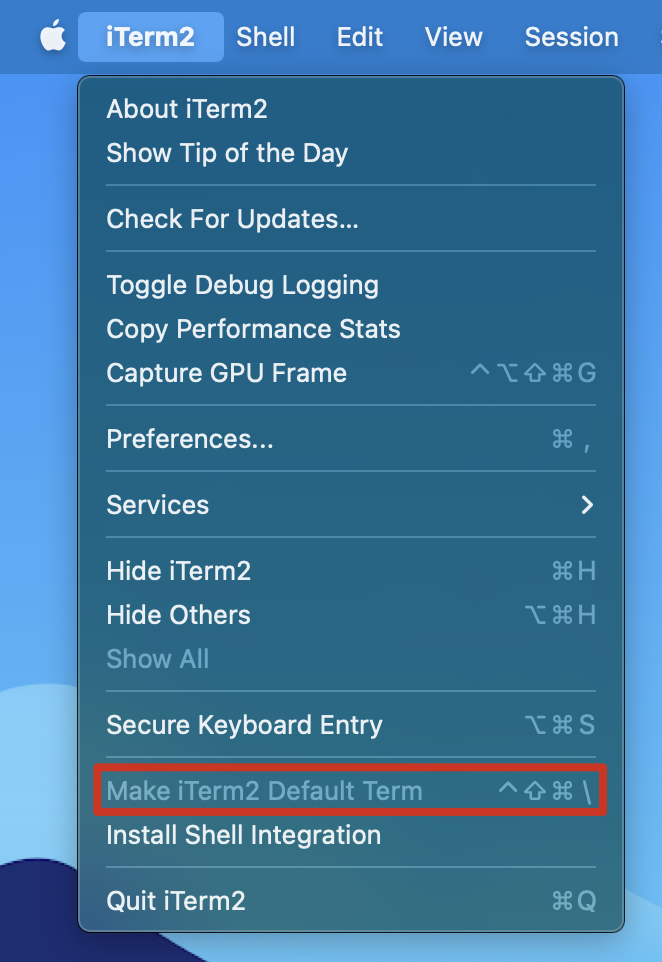 iTerm2 Shell Edit View Session
About iTerm2
Show Tip of the Day
Check For Updates...
Toggle Debug Logging
Copy Performance Stats
Capture GPU Frame ^⌥⇧⌘G
Preferences... ⌘,
Services
Hide iTerm2 ⌘H
Hide Others ⌥⌘H
Show All
Secure Keyboard Entry ⌥⌘S
Make iTerm2 Default Term ^⇧⌘\
Install Shell Integration
Quit iTerm2 ⌘Q